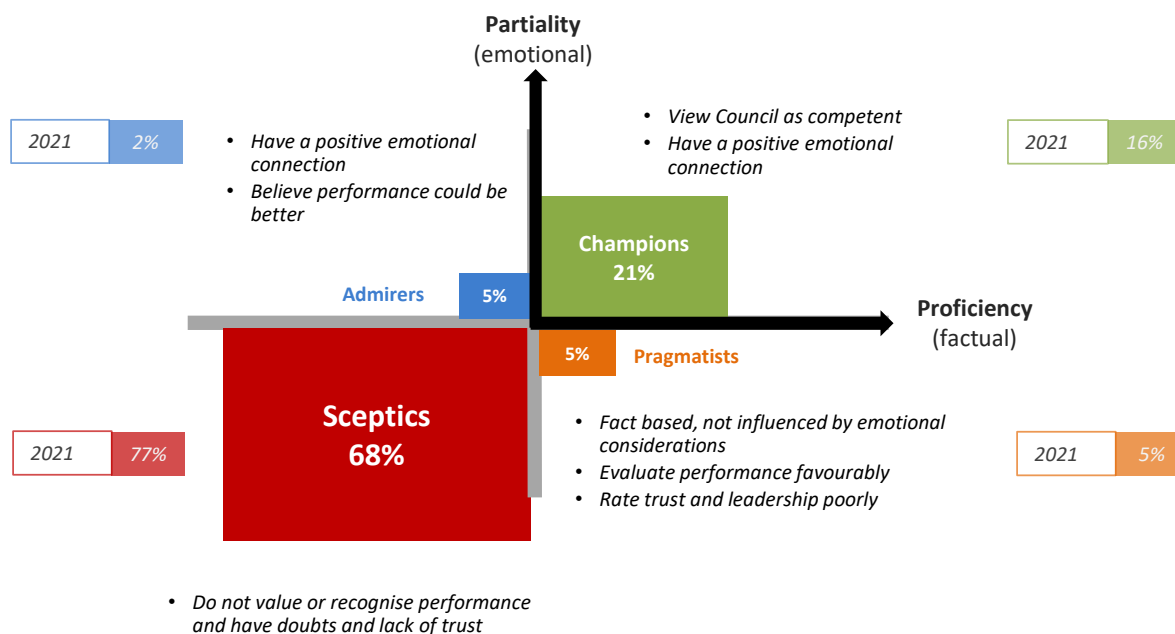 Partiality
(emotional)
2021 2%
• Have a positive emotional
connection
• Believe performance could be
better
• View Council as competent
• Have a positive emotional
connection
2021 16%
Champions
21%
Admirers
5%
Proficiency
(factual)
5%
Pragmatists
Sceptics
68%
2021 77%
• Fact based, not influenced by emotional
considerations
• Evaluate performance favourably
• Rate trust and leadership poorly
2021 5%
• Do not value or recognise performance
and have doubts and lack of trust